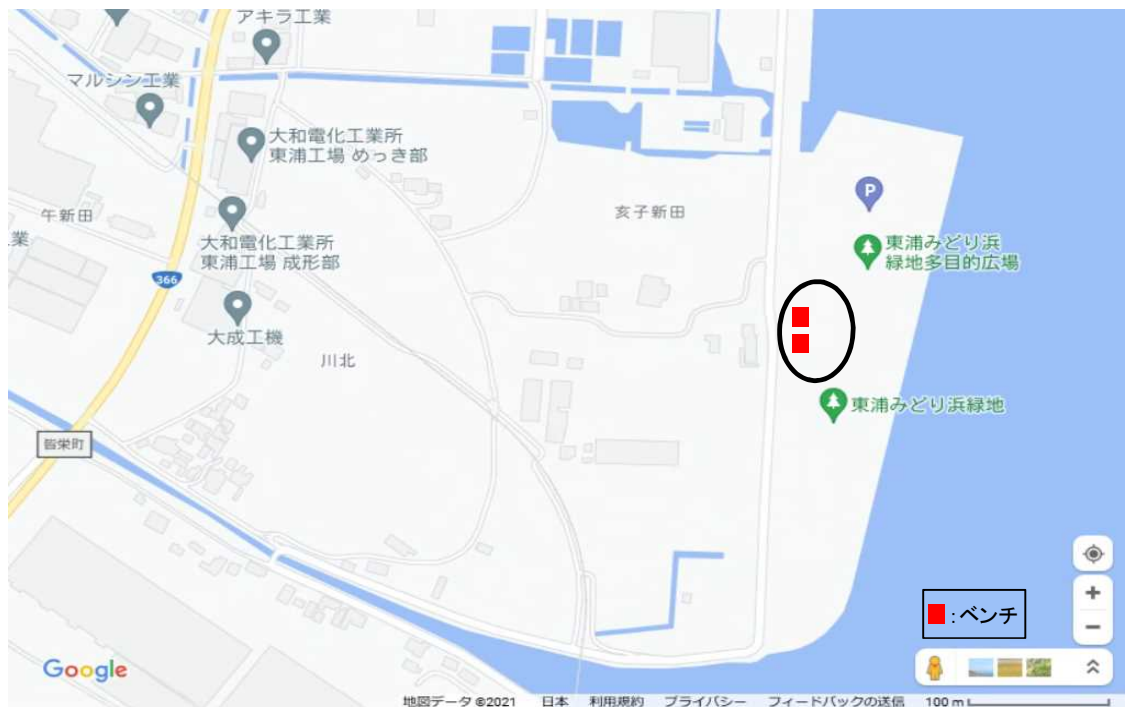 アキラ工業
マルシン工業
大和電化工業所
東浦工場 めっき部
午新田
業
大和電化工業所
東浦工場 成形部
366
大成工機
川北
亥子新田
P
東浦みどり浜
緑地多目的広場
東浦みどり浜緑地
皆栄町
:ベンチ
Google
地図データ ©2021 日本 利用規約 プライバシー フィードバックの送信 100 m